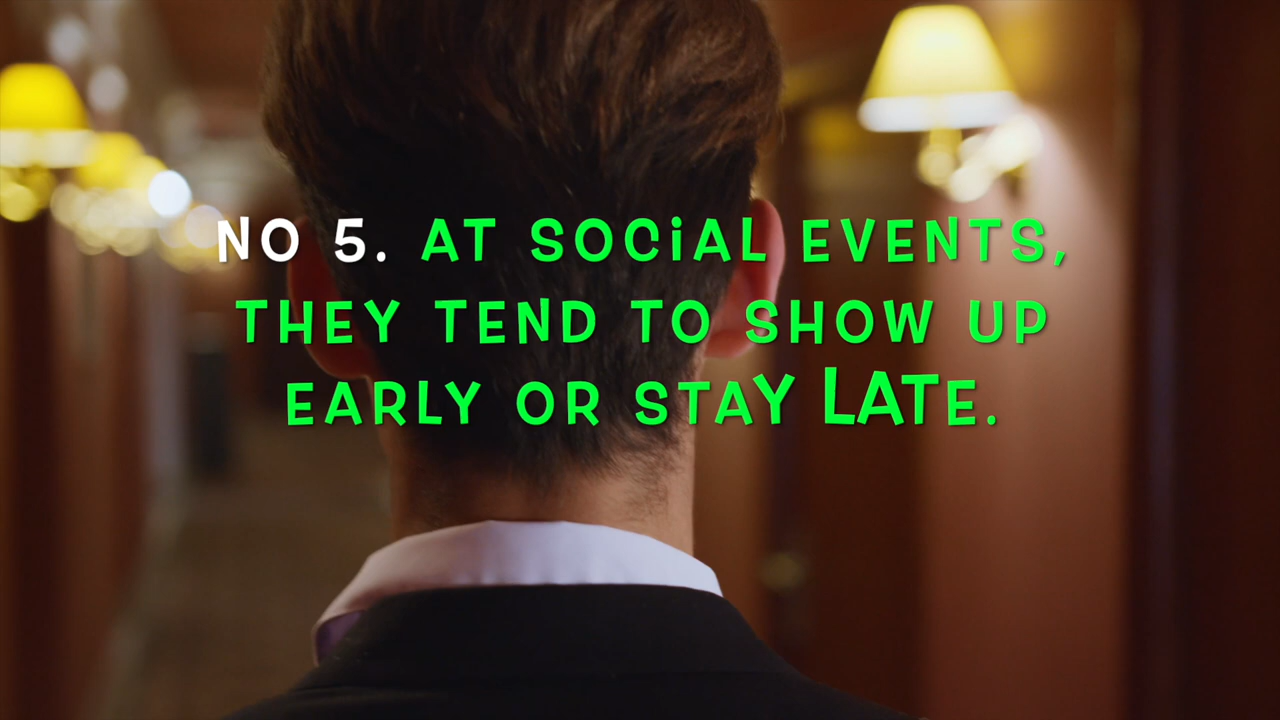 NO 5. AT SOCiAL EVENTS,
THEY TEND TO SHOW UP
EARLY OR STAY LATE.